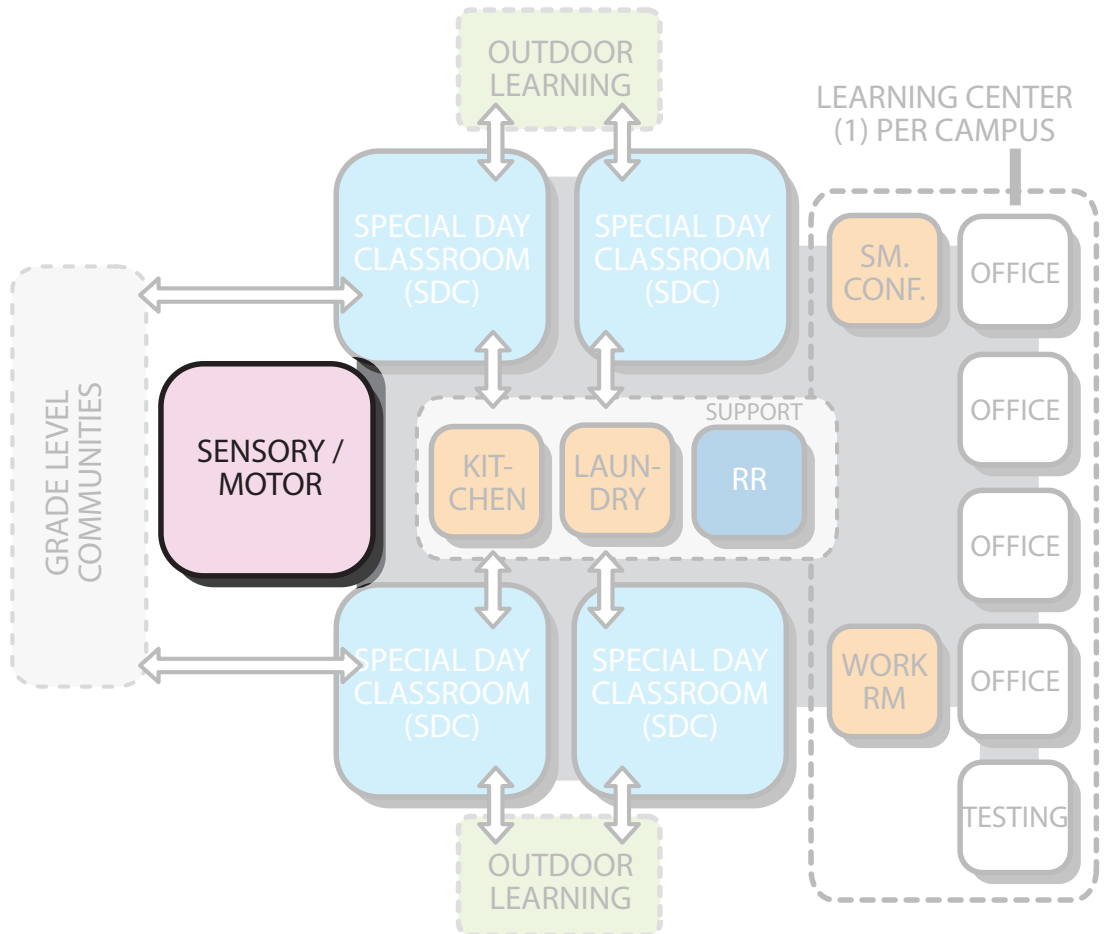 OUTDOOR
LEARNING
LEARNING CENTER
(1) PER CAMPUS
SPECIAL DAY
CLASSROOM
(SDC)
SPECIAL DAY
CLASSROOM
(SDC)
SM.
CONF.
OFFICE
GRADE LEVEL
COMMUNITIES
SENSORY /
MOTOR
SUPPORT
KIT-
CHEN
LAUN-
DRY
RR
OFFICE
OFFICE
SPECIAL DAY
CLASSROOM
(SDC)
SPECIAL DAY
CLASSROOM
(SDC)
WORK
RM
OFFICE
TESTING
OUTDOOR
LEARNING